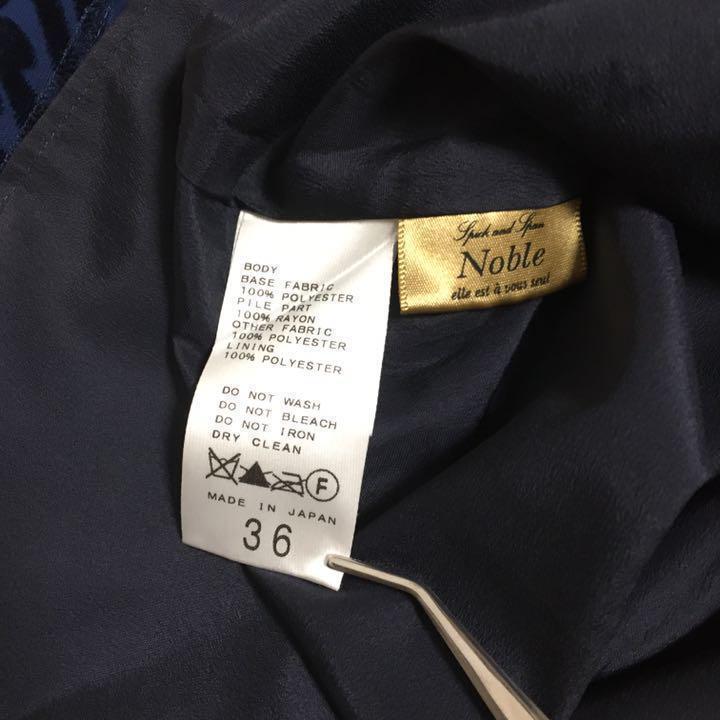 BODY
BASE FABRIC
100% POLYESTER
PILE PART
100% RAYON
OTHER FABRIC
100% POLYESTER
LINING
100% POLYESTER
DO NOT WASH
DO NOT BLEACH
DO NOT IRON
DRY CLEAN
F
MADE IN JAPAN
36
Spick and Span
Noble
elle est à vous seul